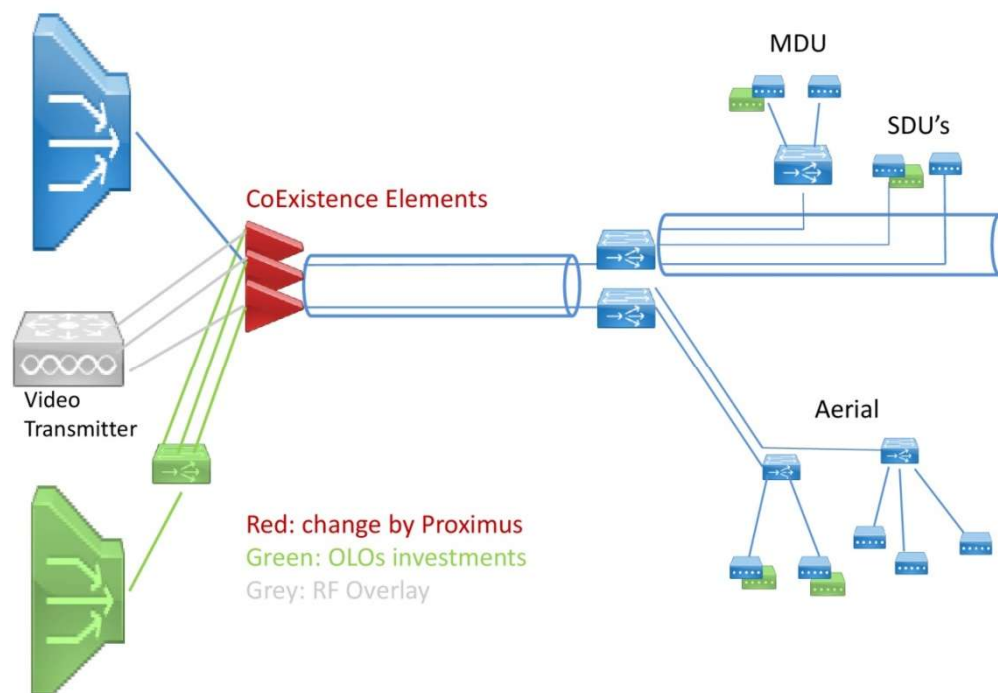 MDU
SDU's
CoExistence Elements
Video
Transmitter
Aerial
Red: change by Proximus
Green: OLOs investments
Grey: RF Overlay